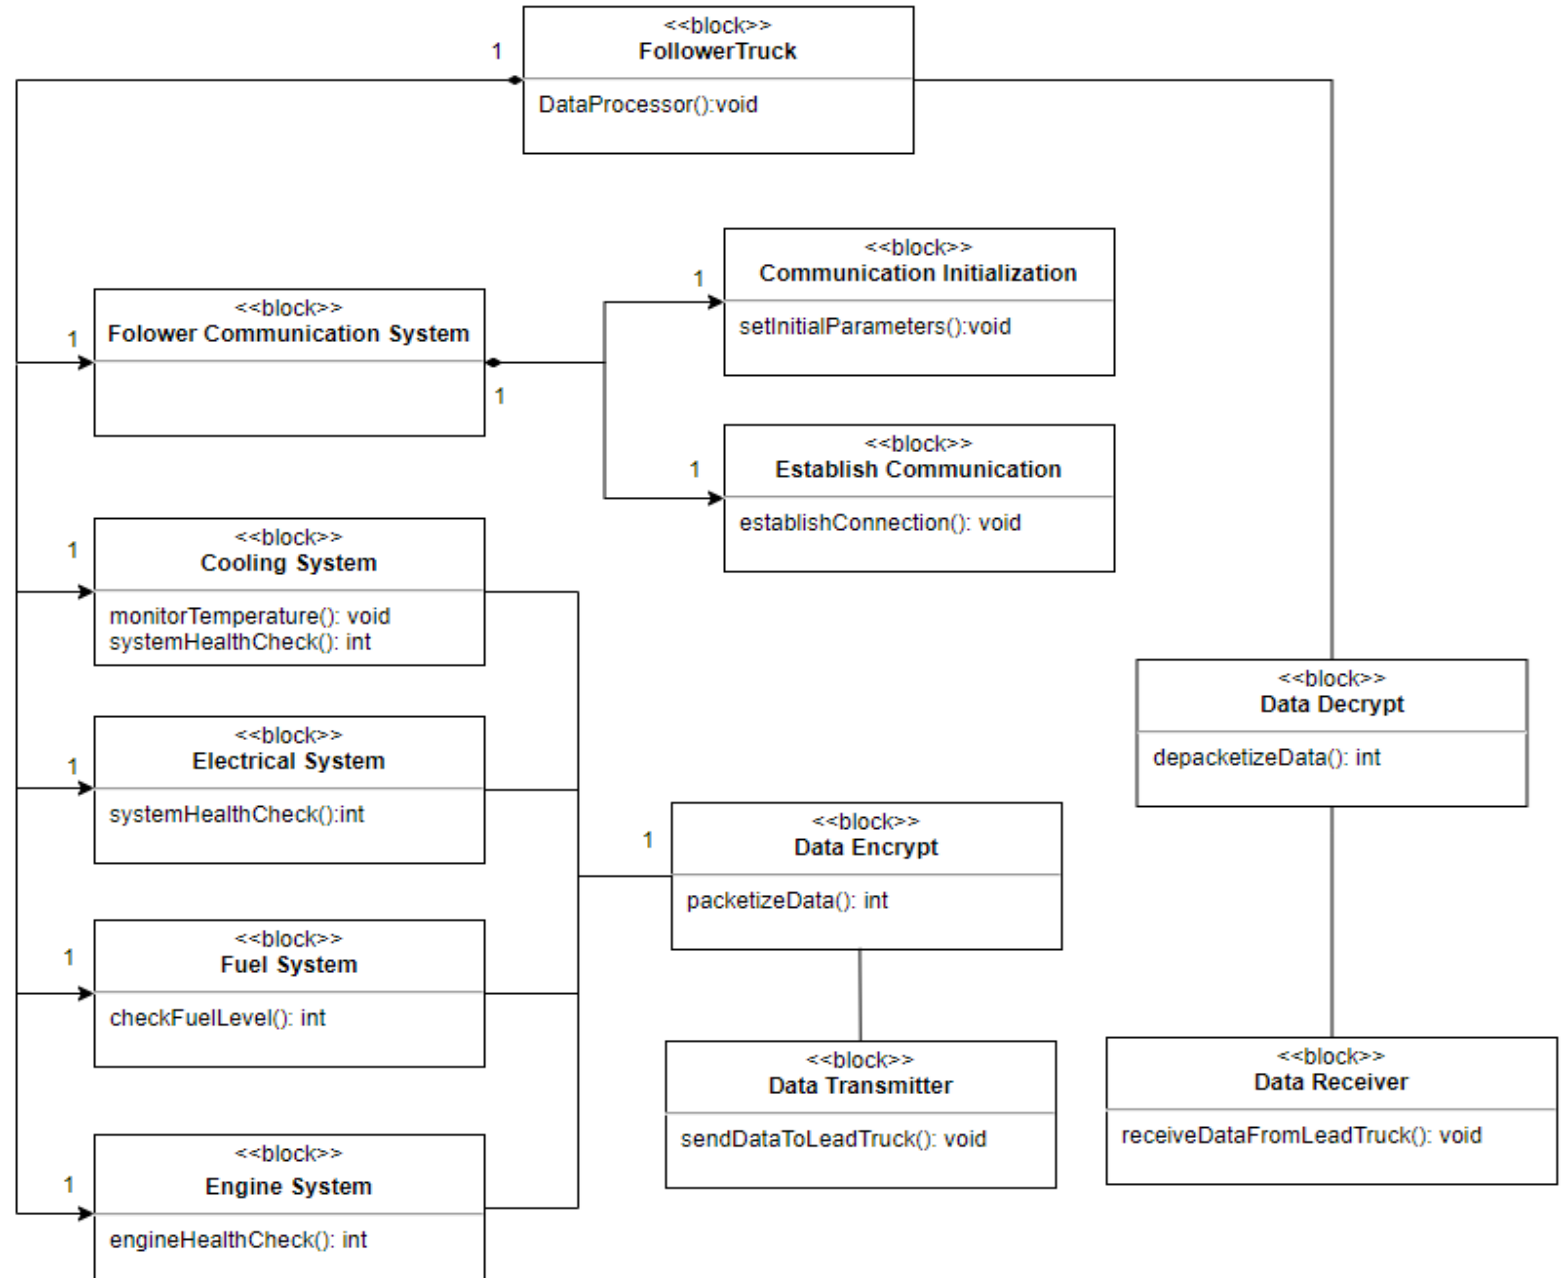 <<block>>
FollowerTruck
1
DataProcessor():void
<<block>>
Communication Initialization
1
setInitialParameters():void
<<block>>
Folower Communication System
1
1
<<block>>
Establish Communication
1
establishConnection(): void
<<block>>
Cooling System
1
monitorTemperature(): void
systemHealthCheck(): int
<<block>>
Data Decrypt
depacketizeData(): int
<<block>>
Electrical System
1
systemHealthCheck():int
<<block>>
Data Encrypt
1
packetizeData(): int
<<block>>
Fuel System
1
checkFuelLevel(): int
<<block>>
Data Transmitter
sendDataToLeadTruck(): void
<<block>>
Data Receiver
receiveDataFromLeadTruck(): void
<<block>>
Engine System
1
engineHealthCheck(): int